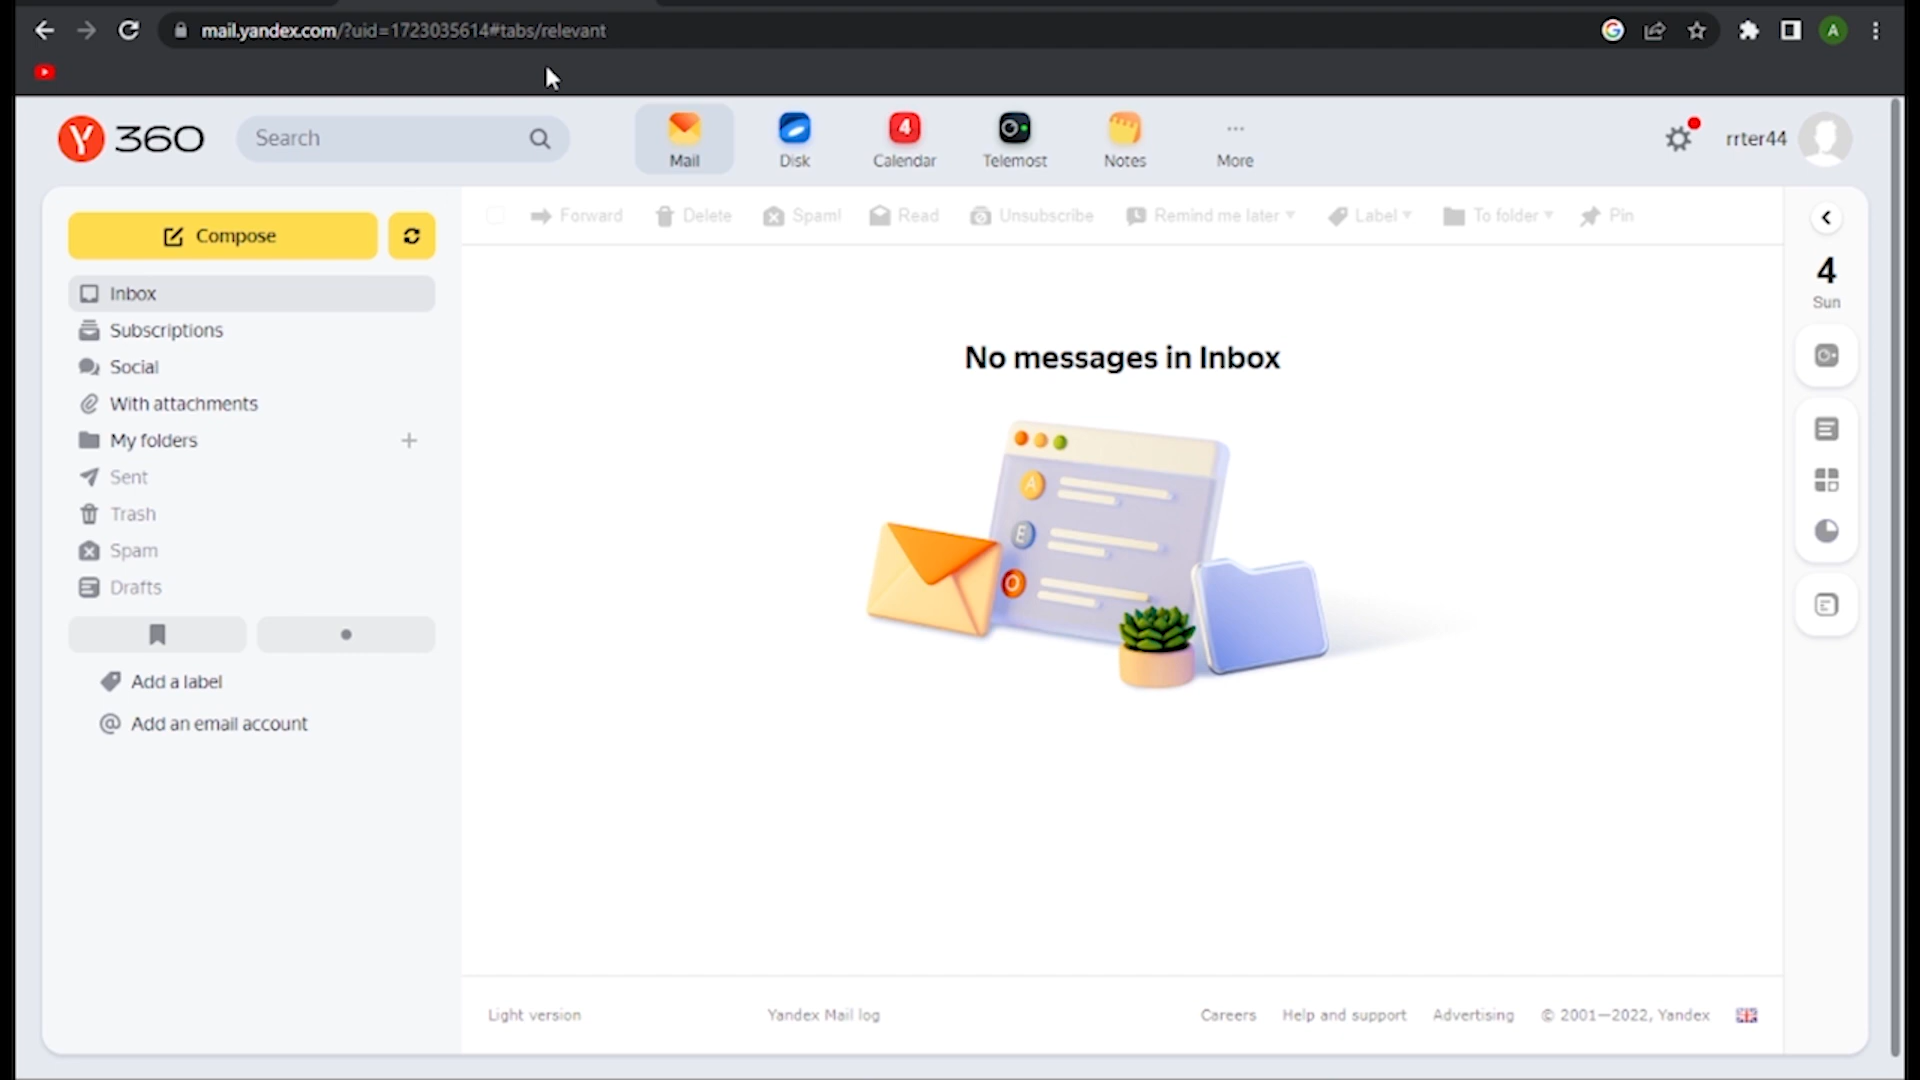 mail.yandex.com/?uid=1723035614#tabs/relevant
A
Y 360
Search
Mail
Disk
4
Calendar
Telemost
Notes
More
rrter44
Compose
Inbox
Subscriptions
Social
With attachments
My folders
Sent
Trash
Spam
Drafts
Add a label
Add an email account
Forward
Delete
Spam!
Read
Unsubscribe
Remind me later
Label
To folder
Pin
No messages in Inbox
A
E
O
4
Sun
Light version
Yandex Mail log
Careers
Help and support
Advertising
© 2001—2022, Yandex